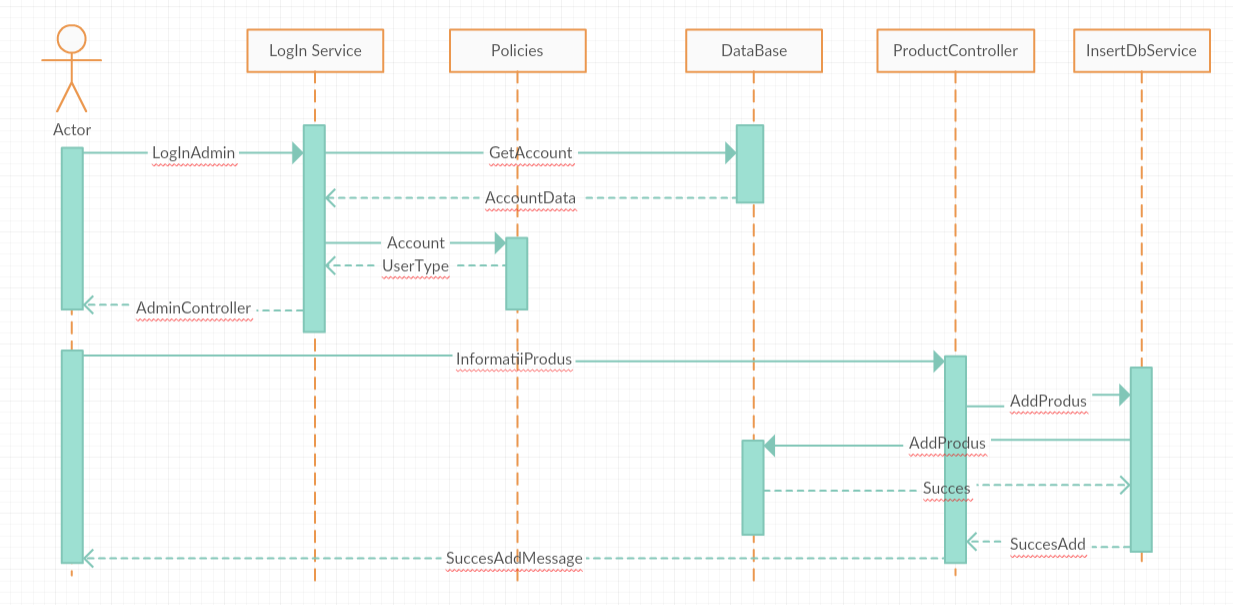 LogIn Service
Policies
DataBase
ProductController
InsertDbService
Actor
LogInAdmin
GetAccount
AccountData
Account
UserType
AdminController
InformatiiProdus
AddProdus
AddProdus
Succes
SuccesAdd
SuccesAddMessage